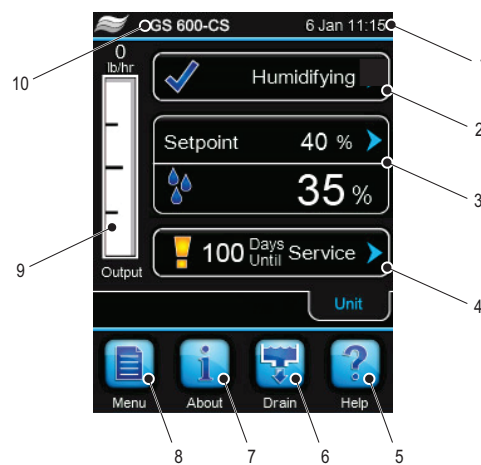 GS 600-CS 6 Jan 11:15
10
0
lb/hr
Humidifying
2
Setpoint 40 %
3
35 %
9
100 Days Until Service
Output
4
Unit
Menu About Drain Help
8 7 6 5